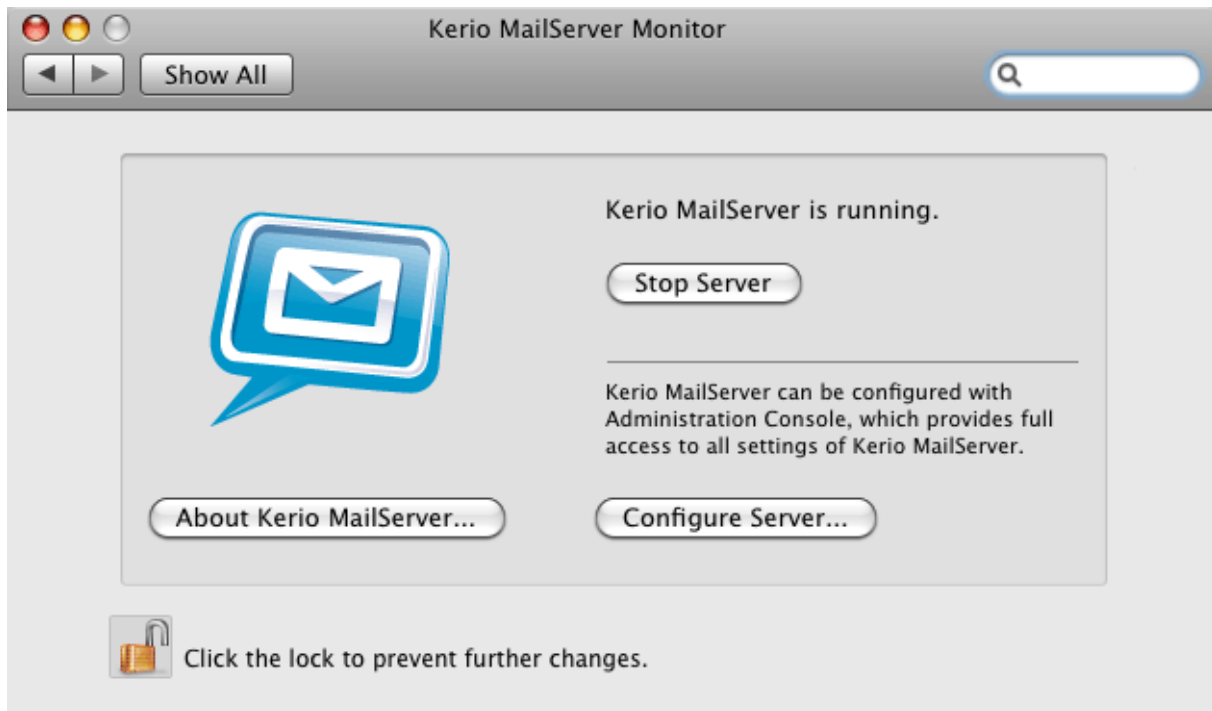 Kerio MailServer Monitor
Show All
Kerio MailServer is running.
Stop Server
Kerio MailServer can be configured with
Administration Console, which provides full
access to all settings of Kerio MailServer.
About Kerio MailServer...
Configure Server...
Click the lock to prevent further changes.